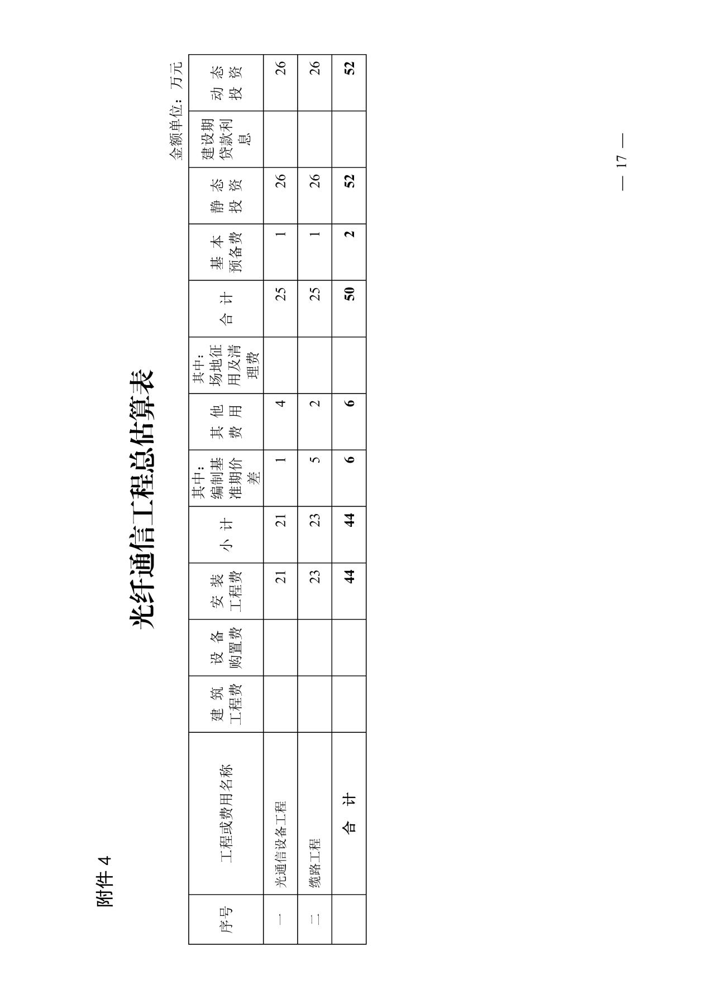 附件 4
光纤通信工程总估算表
金额单位：万元
序号 工程或费用名称 建 筑 工程费 设 备 购置费 安 装 工程费 小 计 其中： 编制基 准期价 差 其 他 费 用 其中： 场地征 用及清 理费 合 计 基 本 预备费 静 态 投 资 建设期 贷款利 息 动 态 投 资
一 光通信设备工程 21 21 1 4 25 1 26 26
二 缆路工程 23 23 5 2 25 1 26 26
合 计 44 44 6 6 50 2 52 52
— 17 —